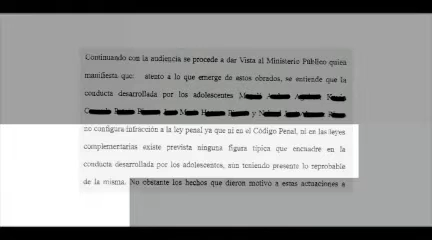 Continuando con la audiencia se procede a dar Vista al Ministerio Público quien
manifiesta que: atento a lo que emerge de estos obrados, se entiende que la
conducta desarrollada por los adolescentes
y
no configura infracción a la ley penal ya que ni en el Código Penal, ni en las leyes
complementarias existe prevista ninguna figura típica que encuadre en la
conducta desarrollada por los adolescentes, aun teniendo presente lo reprobable
de la misma. No obstante los hechos que dieron motivo a estas actuaciones a